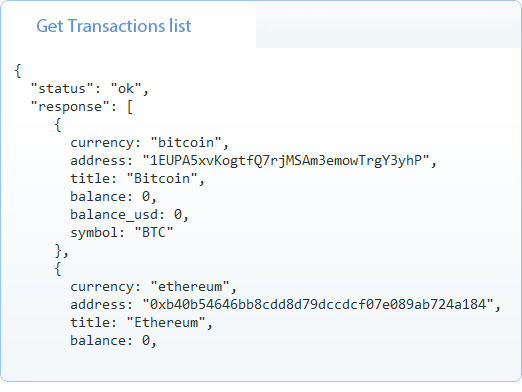 Get Transactions list
{
  "status": "ok",
  "response": [
     {
       currency: "bitcoin",
       address: "1EUPA5xvKogtfQ7rjMSAm3emowTrgY3yhP",
       title: "Bitcoin",
       balance: 0,
       balance_usd: 0,
       symbol: "BTC"
     },
     {
       currency: "ethereum",
       address: "0xb40b54646bb8cdd8d79dccdcf07e089ab724a184",
       title: "Ethereum",
       balance: 0,